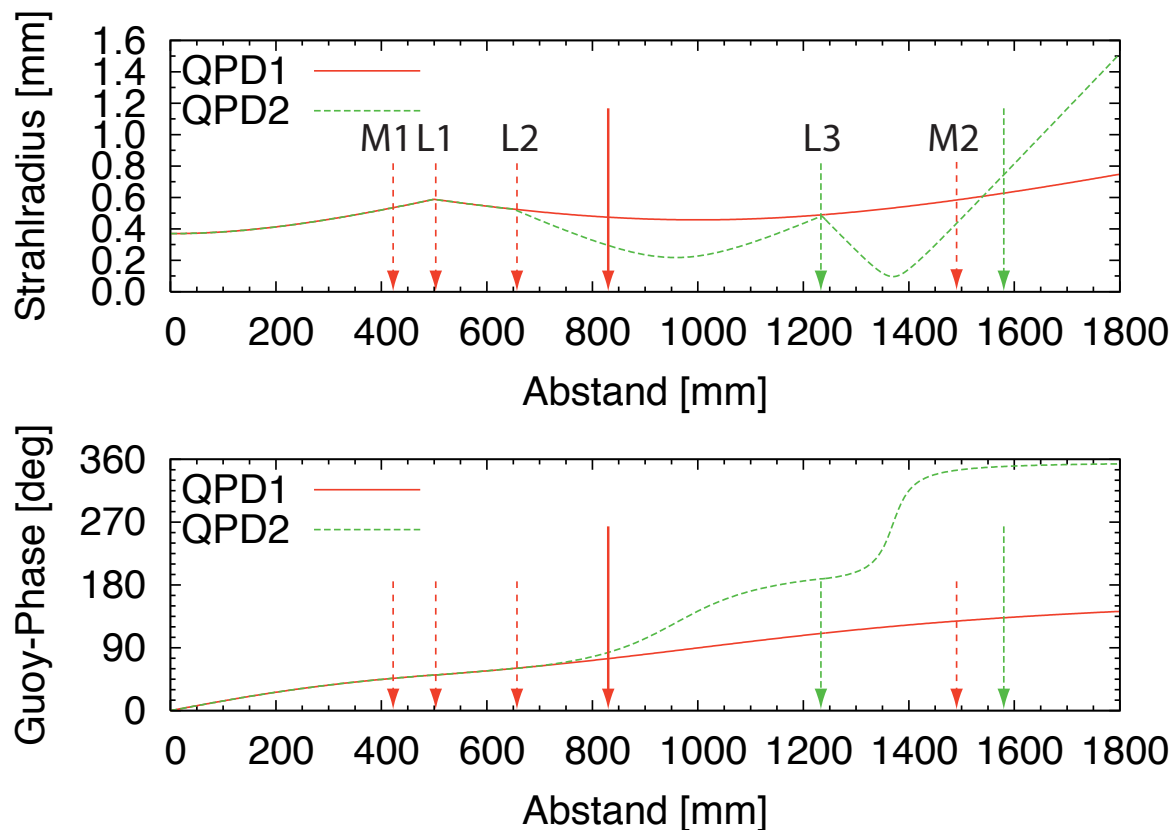 Strahlradius [mm]
1.6
1.4
1.2
1.0
0.8
0.6
0.4
0.2
0.0
QPD1
QPD2
M1 L1 L2 L3 M2
0 200 400 600 800 1000 1200 1400 1600 1800
Abstand [mm]
Guoy-Phase [deg]
360
270
180
90
0
QPD1
QPD2
0 200 400 600 800 1000 1200 1400 1600 1800
Abstand [mm]